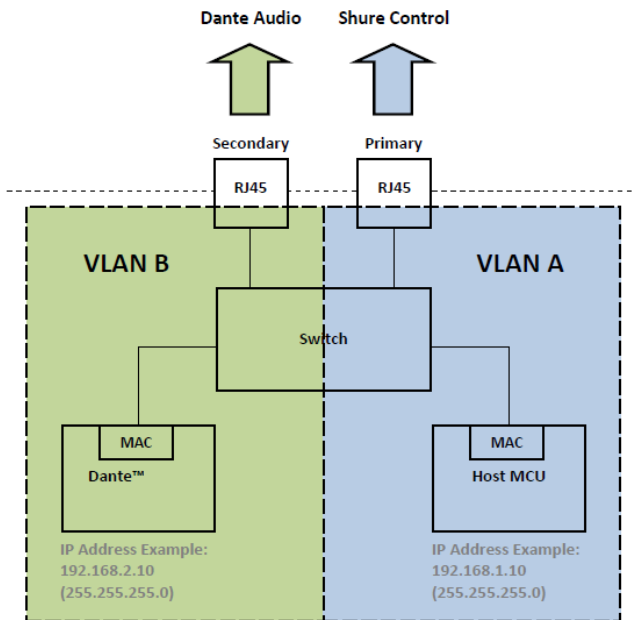 Dante Audio
Shure Control
Secondary
Primary
RJ45
RJ45
VLAN B
VLAN A
Switch
MAC
MAC
Dante™
Host MCU
IP Address Example:
192.168.2.10
(255.255.255.0)
IP Address Example:
192.168.1.10
(255.255.255.0)